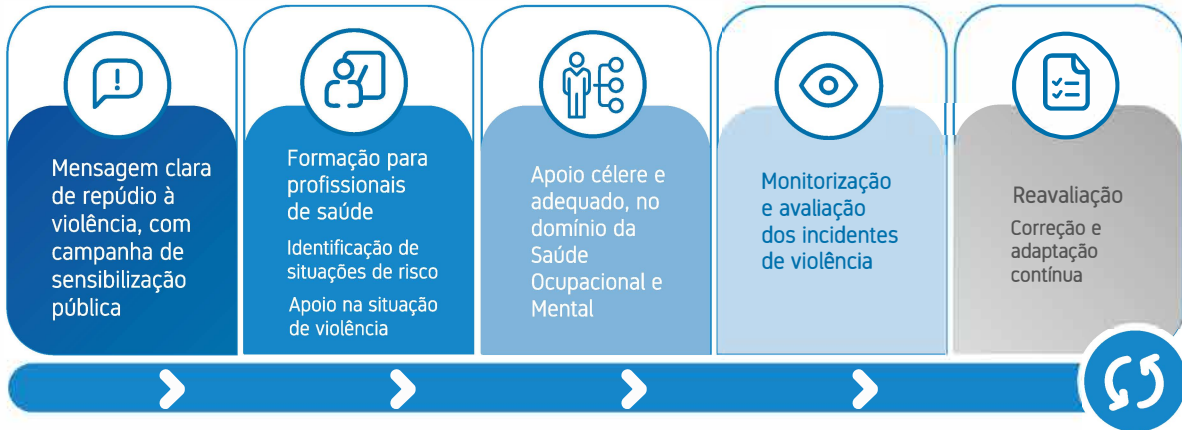 Mensagem clara
de repúdio à
violência, com
campanha de
sensibilização
pública
Formação para
profissionais
de saúde
Identificação de
situações de risco
Apoio na situação
de violência
Apoio célere e
adequado, no
domínio da
Saúde
Ocupacional e
Mental
Monitorização
e avaliação
dos incidentes
de violência
Reavaliação
Correção e
adaptação
contínua